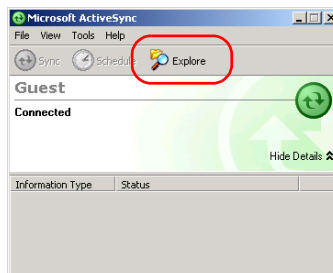 Microsoft ActiveSync
File View Tools Help
Sync Schedule Explore
Guest
Connected
Hide Details
Information Type Status